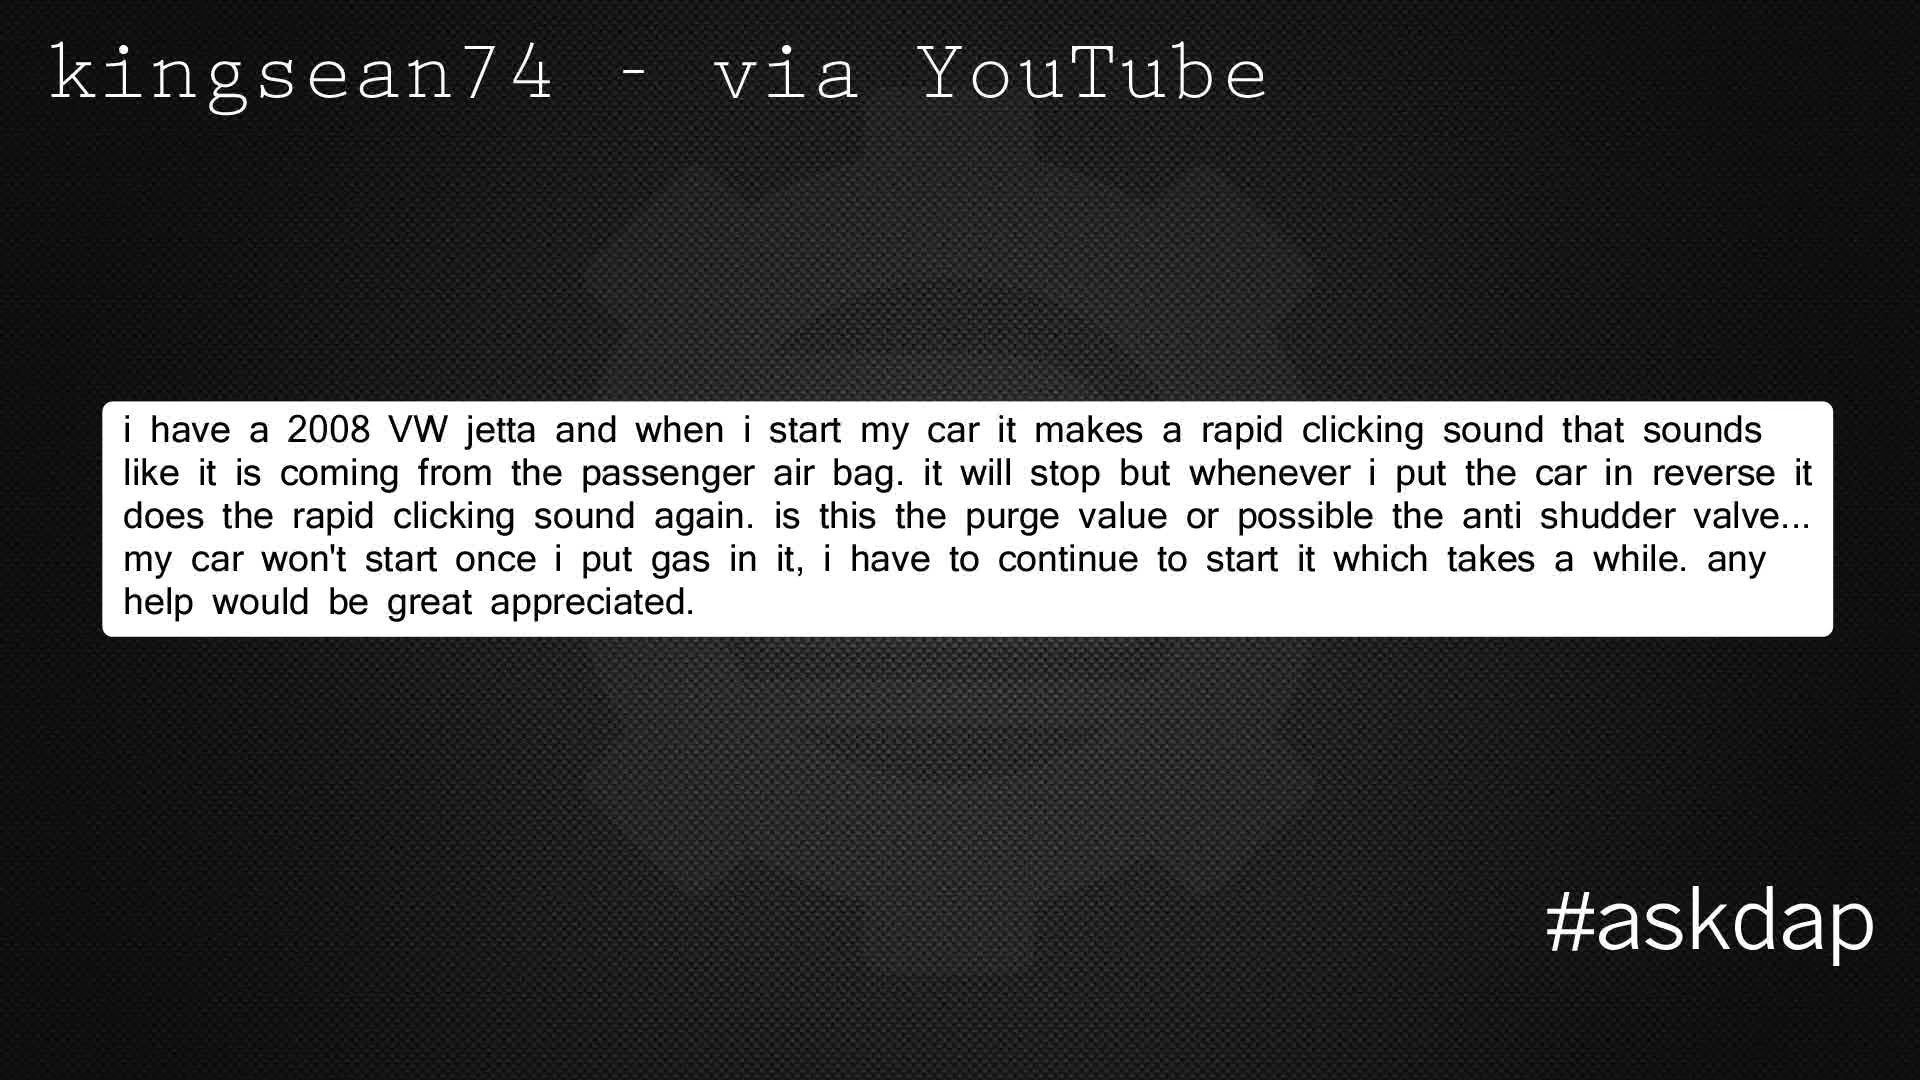 kingsean74 - via YouTube
i have a 2008 VW jetta and when i start my car it makes a rapid clicking sound that sounds
like it is coming from the passenger air bag. it will stop but whenever i put the car in reverse it
does the rapid clicking sound again. is this the purge value or possible the anti shudder valve...
my car won't start once i put gas in it, i have to continue to start it which takes a while. any
help would be great appreciated.
#askdap